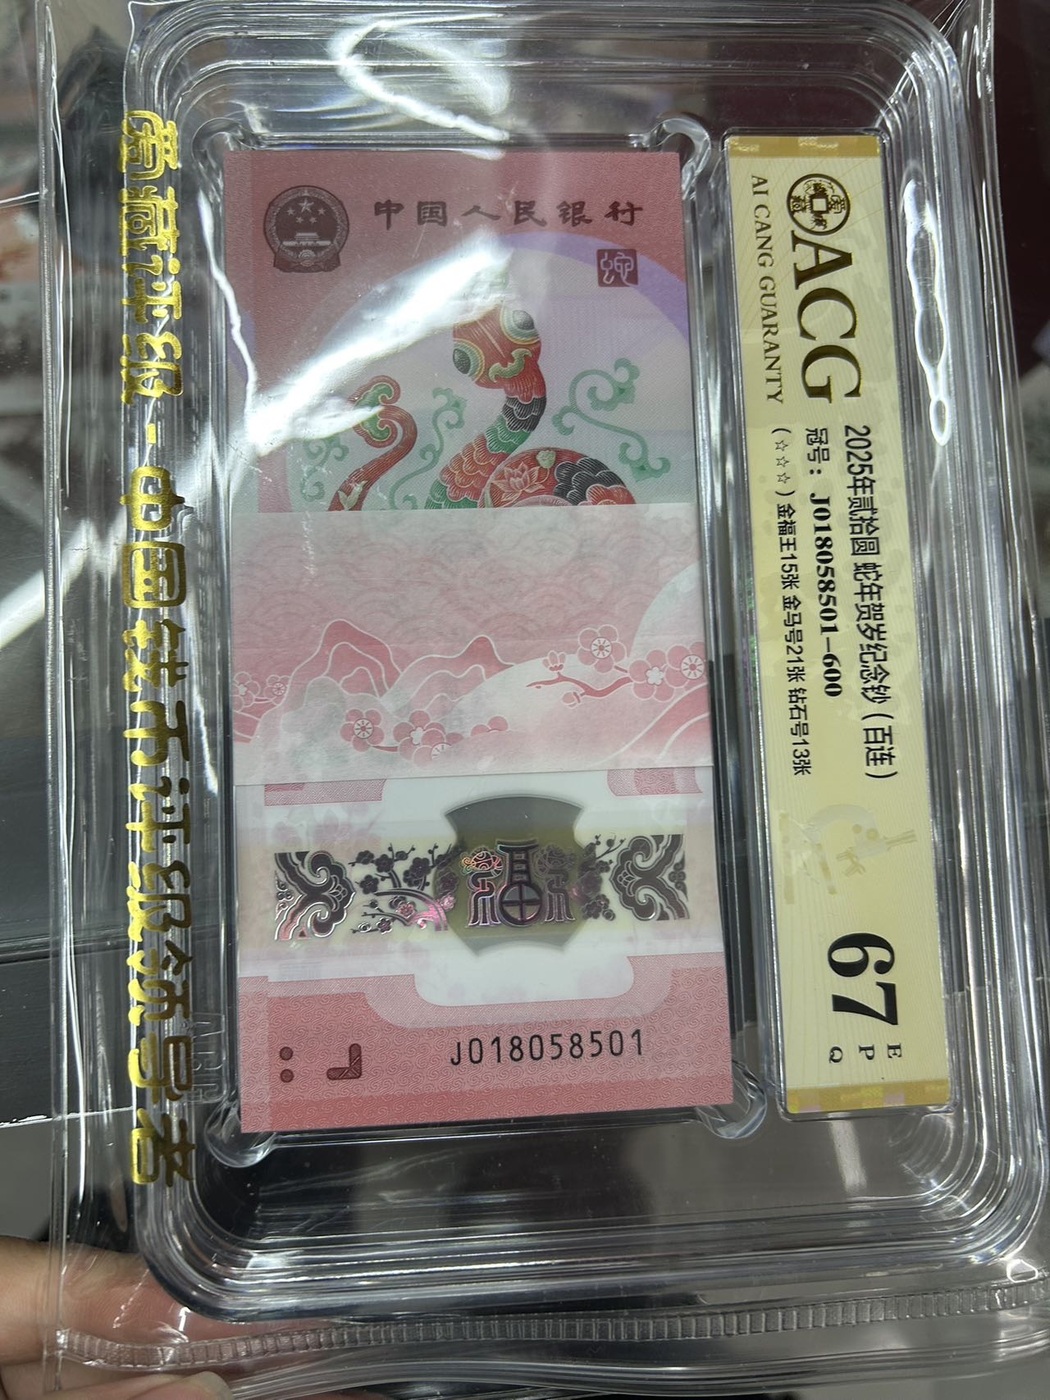 爱藏评级-中国钱币评级领导者
中国人民银行
蛇
福
J018058501
ACG
AI CANG GUARANTY
2025年贰拾圆 蛇年贺岁纪念钞（百连）
冠号：J018058501-600
（☆☆☆）金福王15张 金马号21张 钻石号13张
67
E
P
Q